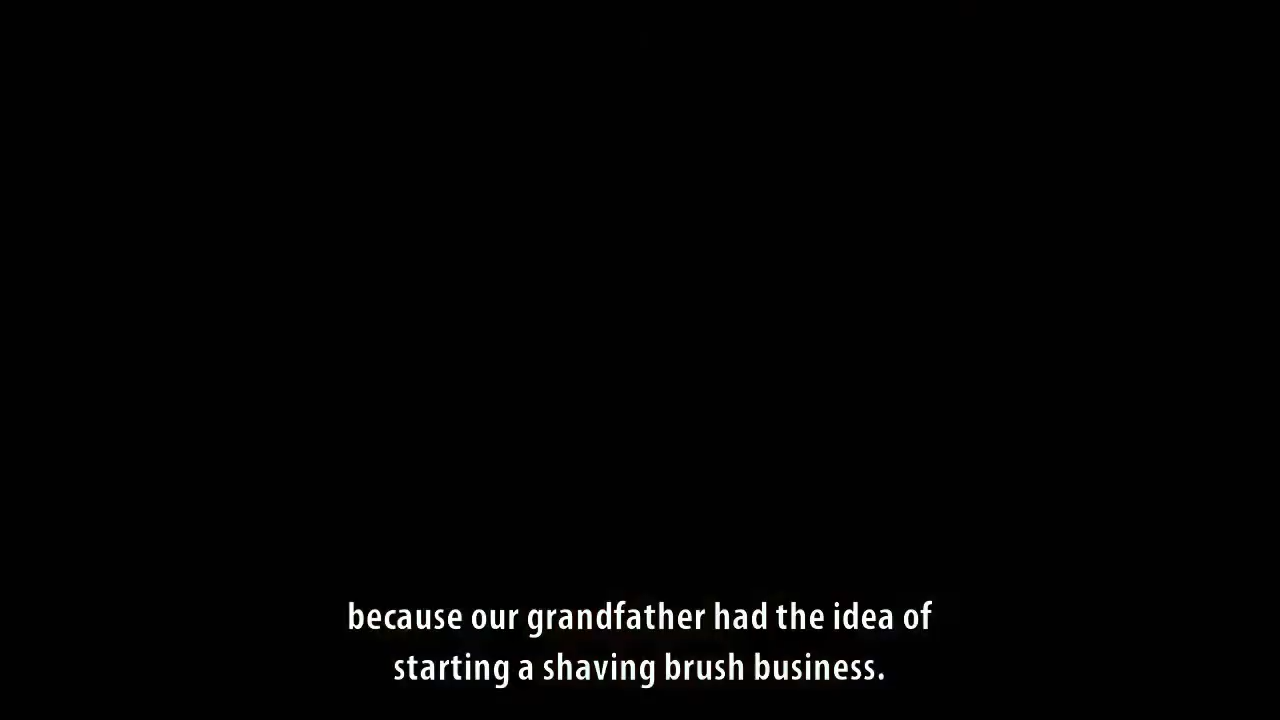 because our grandfather had the idea of
starting a shaving brush business.